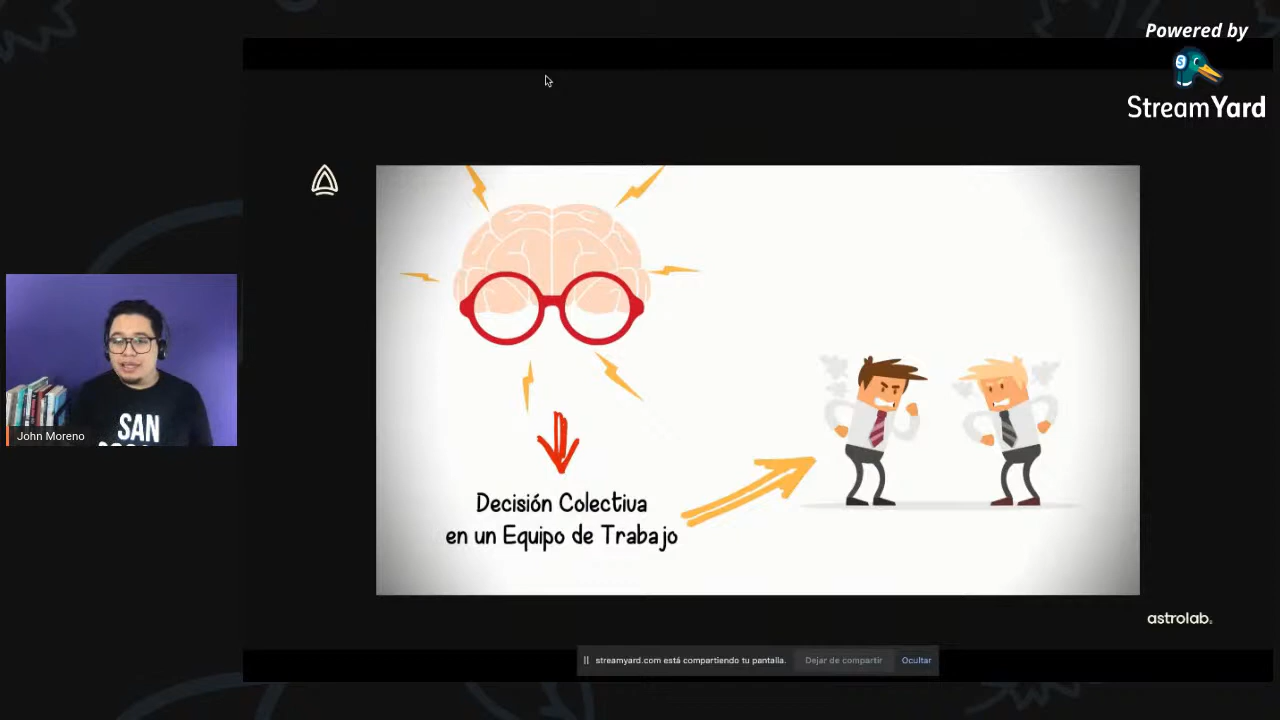 Powered by
StreamYard
S
Decisión Colectiva
en un Equipo de Trabajo
SAN
John Moreno
astrolab.
streamyard.com está compartiendo tu pantalla.
Dejar de compartir
Ocultar